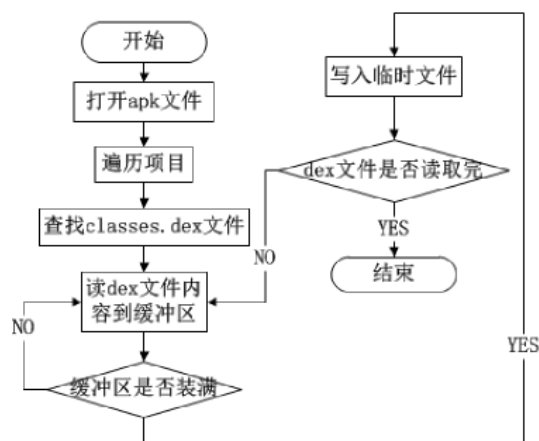 开始
打开apk文件
遍历项目
查找classes.dex文件
读dex文件内
容到缓冲区
NO
缓冲区是否装满
写入临时文件
dex文件是否读取完
YES
NO
结束
YES